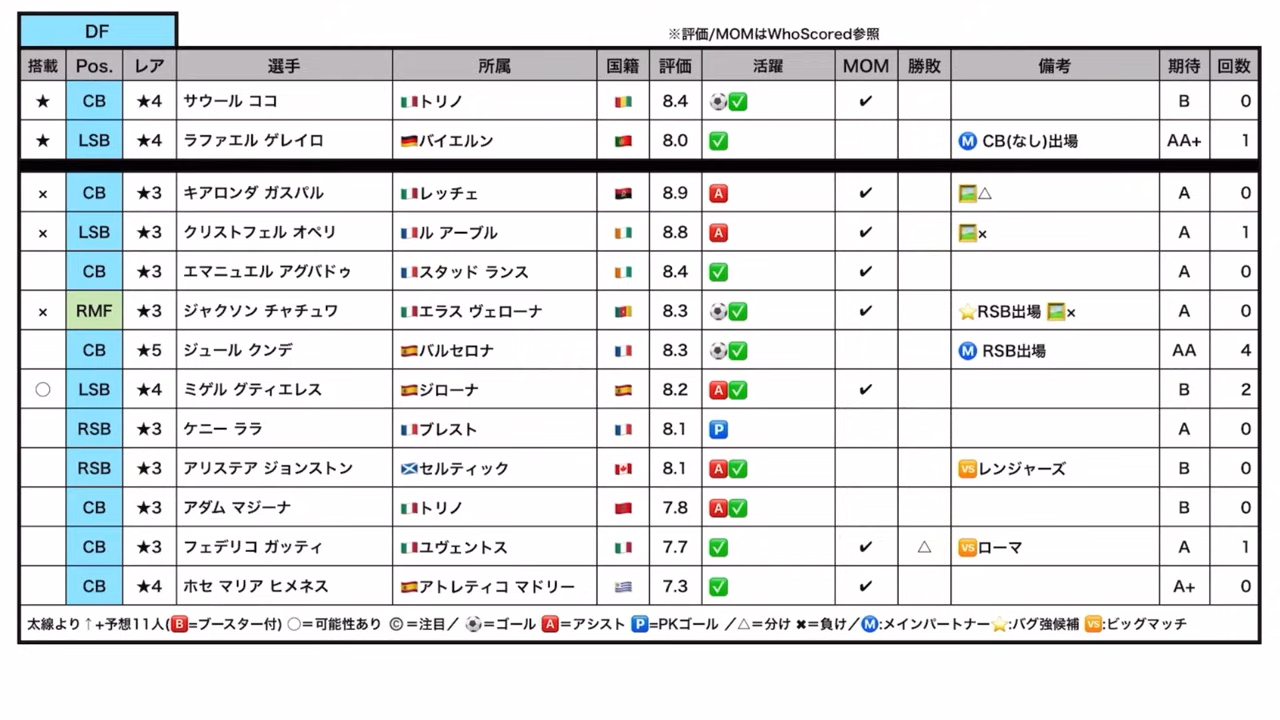 DF
※評価/MOMはWhoScored参照
搭載 Pos. レア 選手 所属 国籍 評価 活躍 MOM 勝敗 備考 期待 回数
★ CB ★4 サウール ココ 🇮🇹トリノ 🇬🇳 8.4 ⚽✅ ✔ B 0
★ LSB ★4 ラファエル ゲレイロ 🇩🇪バイエルン 🇵🇹 8.0 ✅ Ⓜ CB(なし)出場 AA+ 1
× CB ★3 キアロンダ ガスパル 🇮🇹レッチェ 🇦🇴 8.9 🅰 ✔ 🖼△ A 0
× LSB ★3 クリストフェル オペリ 🇫🇷ル アーブル 🇨🇮 8.8 🅰 ✔ 🖼× A 1
CB ★3 エマニュエル アグバドゥ 🇫🇷スタッド ランス 🇨🇮 8.4 ✅ ✔ A 0
× RMF ★3 ジャクソン チャチュワ 🇮🇹エラス ヴェローナ 🇨🇲 8.3 ⚽✅ ✔ ⭐RSB出場 🖼× A 0
CB ★5 ジュール クンデ 🇪🇸バルセロナ 🇫🇷 8.3 ⚽✅ Ⓜ RSB出場 AA 4
○ LSB ★4 ミゲル グティエレス 🇪🇸ジローナ 🇪🇸 8.2 🅰✅ ✔ B 2
RSB ★3 ケニー ララ 🇫🇷ブレスト 🇫🇷 8.1 🅿 A 0
RSB ★3 アリステア ジョンストン 🏴󠁧󠁢󠁳󠁣󠁴󠁿セルティック 🇨🇦 8.1 🅰✅ 🆚レンジャーズ B 0
CB ★3 アダム マジーナ 🇮🇹トリノ 🇲🇦 7.8 🅰✅ B 0
CB ★3 フェデリコ ガッティ 🇮🇹ユヴェントス 🇮🇹 7.7 ✅ ✔ △ 🆚ローマ A 1
CB ★4 ホセ マリア ヒメネス 🇪🇸アトレティコ マドリー 🇺🇾 7.3 ✅ ✔ A+ 0
太線より↑+予想11人(🅱=ブースター付) ○=可能性あり ©=注目／ ⚽=ゴール 🅰=アシスト 🅿=PKゴール ／△=分け ✖=負け／Ⓜ:メインパートナー⭐:バグ強候補 🆚:ビッグマッチ